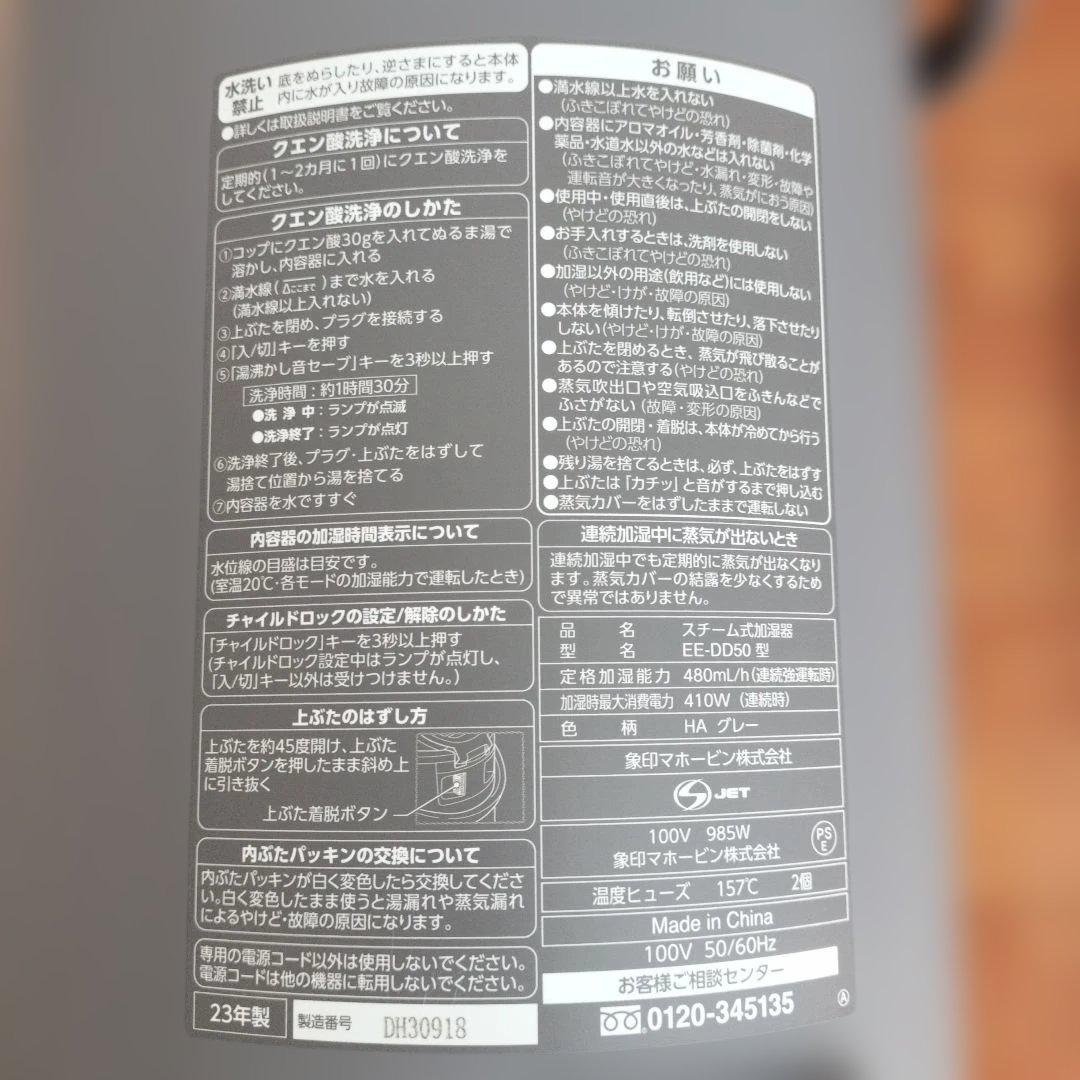 水洗い
禁止
底をぬらしたり、逆さまにすると本体
内に水が入り故障の原因になります。
●詳しくは取扱説明書をご覧ください。
クエン酸洗浄について
定期的(1～2カ月に1回)にクエン酸洗浄を
してください。
クエン酸洗浄のしかた
①コップにクエン酸30gを入れてぬるま湯で
溶かし、内容器に入れる
②満水線(Δここまで)まで水を入れる
(満水線以上入れない)
③上ぶたを閉め、プラグを接続する
④「入/切」キーを押す
⑤「湯沸かし音セーブ」キーを3秒以上押す
洗浄時間：約1時間30分
●洗浄中：ランプが点滅
●洗浄終了：ランプが点灯
⑥洗浄終了後、プラグ・上ぶたをはずして
湯捨て位置から湯を捨てる
⑦内容器を水ですすぐ
内容器の加湿時間表示について
水位線の目盛は目安です。
(室温20℃・各モードの加湿能力で運転したとき)
チャイルドロックの設定/解除のしかた
「チャイルドロック」キーを3秒以上押す
(チャイルドロック設定中はランプが点灯し、
「入/切」キー以外は受けつけません。)
上ぶたのはずし方
上ぶたを約45度開け、上ぶた
着脱ボタンを押したまま斜め上
に引き抜く
上ぶた着脱ボタン
内ぶたパッキンの交換について
内ぶたパッキンが白く変色したら交換してくださ
い。白く変色したまま使うと湯漏れや蒸気漏れ
によるやけど・故障の原因になります。
専用の電源コード以外は使用しないでください。
電源コードは他の機器に転用しないでください。
23年製
製造番号
DH30918
お願い
●満水線以上水を入れない
(ふきこぼれてやけどの恐れ)
●内容器にアロマオイル・芳香剤・除菌剤・化学
薬品・水道水以外の水などは入れない
(ふきこぼれてやけど・水漏れ・変形・故障や
運転音が大きくなったり、蒸気がにおう原因)
●使用中・使用直後は、上ぶたの開閉をしない
(やけどの恐れ)
●お手入れするときは、洗剤を使用しない
(ふきこぼれてやけどの恐れ)
●加湿以外の用途(飲用など)には使用しない
(やけど・けが・故障の原因)
●本体を傾けたり、転倒させたり、落下させたり
しない(やけど・けが・故障の原因)
●上ぶたを閉めるとき、蒸気が飛び散ることが
あるので注意する(やけどの恐れ)
●蒸気吹出口や空気吸込口をふきんなどで
ふさがない(故障・変形の原因)
●上ぶたの開閉・着脱は、本体が冷めてから行う
(やけどの恐れ)
●残り湯を捨てるときは、必ず、上ぶたをはずす
●上ぶたは「カチッ」と音がするまで押し込む
●蒸気カバーをはずしたままで運転しない
連続加湿中に蒸気が出ないとき
連続加湿中でも定期的に蒸気が出なくなり
ます。蒸気カバーの結露を少なくするため
で異常ではありません。
品名 スチーム式加湿器
型名 EE-DD50 型
定格加湿能力 480mL/h(連続強運転時)
加湿時最大消費電力 410W (連続時)
色柄 HA グレー
象印マホービン株式会社
S JET
100V 985W
象印マホービン株式会社
PS
E
温度ヒューズ 157℃ 2個
Made in China
100V 50/60Hz
お客様ご相談センター
0120-345135
Ⓐ